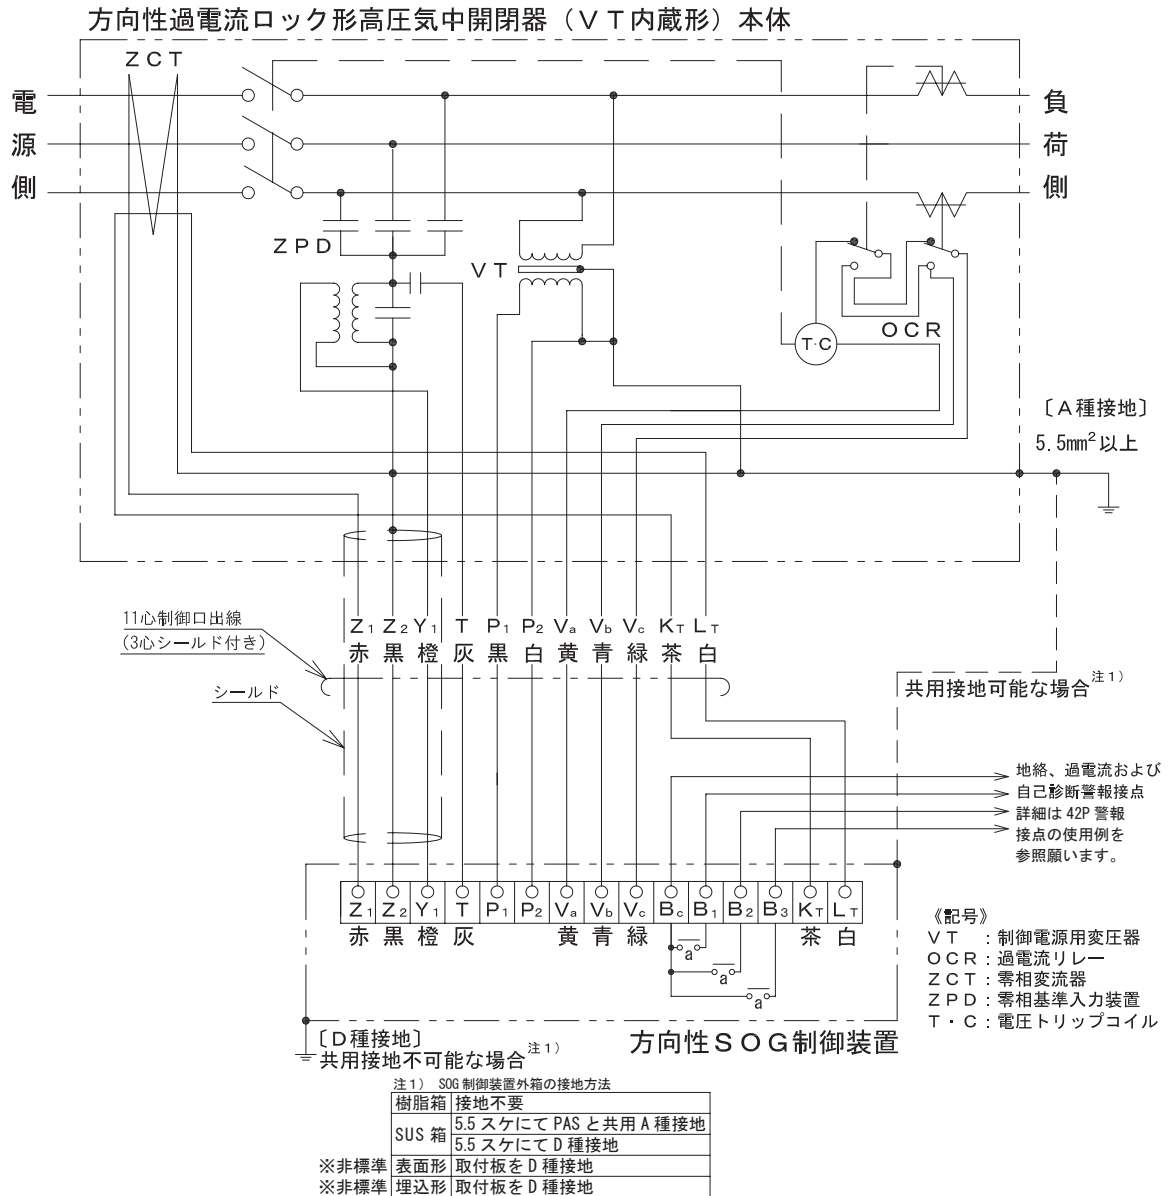 方向性過電流ロック形高圧気中開閉器（ＶＴ内蔵形）本体
ＺＣＴ
電
源
側
負
荷
側
ＺＰＤ
ＶＴ
ＯＣＲ
T･C
〔Ａ種接地〕
5.5mm²以上
11心制御口出線
(3心シールド付き)
シールド
Z₁ Z₂ Y₁ T P₁ P₂ Va Vb Vc KT LT
赤 黒 橙 灰 黒 白 黄 青 緑 茶 白
共用接地可能な場合 注1)
地絡、過電流および
自己診断警報接点
詳細は 42P 警報
接点の使用例を
参照願います。
Z₁ Z₂ Y₁ T P₁ P₂ Va Vb Vc Bc B₁ B₂ B₃ KT LT
赤 黒 橙 灰 黄 青 緑 茶 白
a
a
a
《記号》
ＶＴ ：制御電源用変圧器
ＯＣＲ：過電流リレー
ＺＣＴ：零相変流器
ＺＰＤ：零相基準入力装置
Ｔ・Ｃ：電圧トリップコイル
〔Ｄ種接地〕
共用接地不可能な場合 注1)
方向性ＳＯＧ制御装置
注1) SOG 制御装置外箱の接地方法
樹脂箱 接地不要
SUS 箱 5.5 スケにて PAS と共用 A 種接地
5.5 スケにて D 種接地
※非標準 表面形 取付板を D 種接地
※非標準 埋込形 取付板を D 種接地